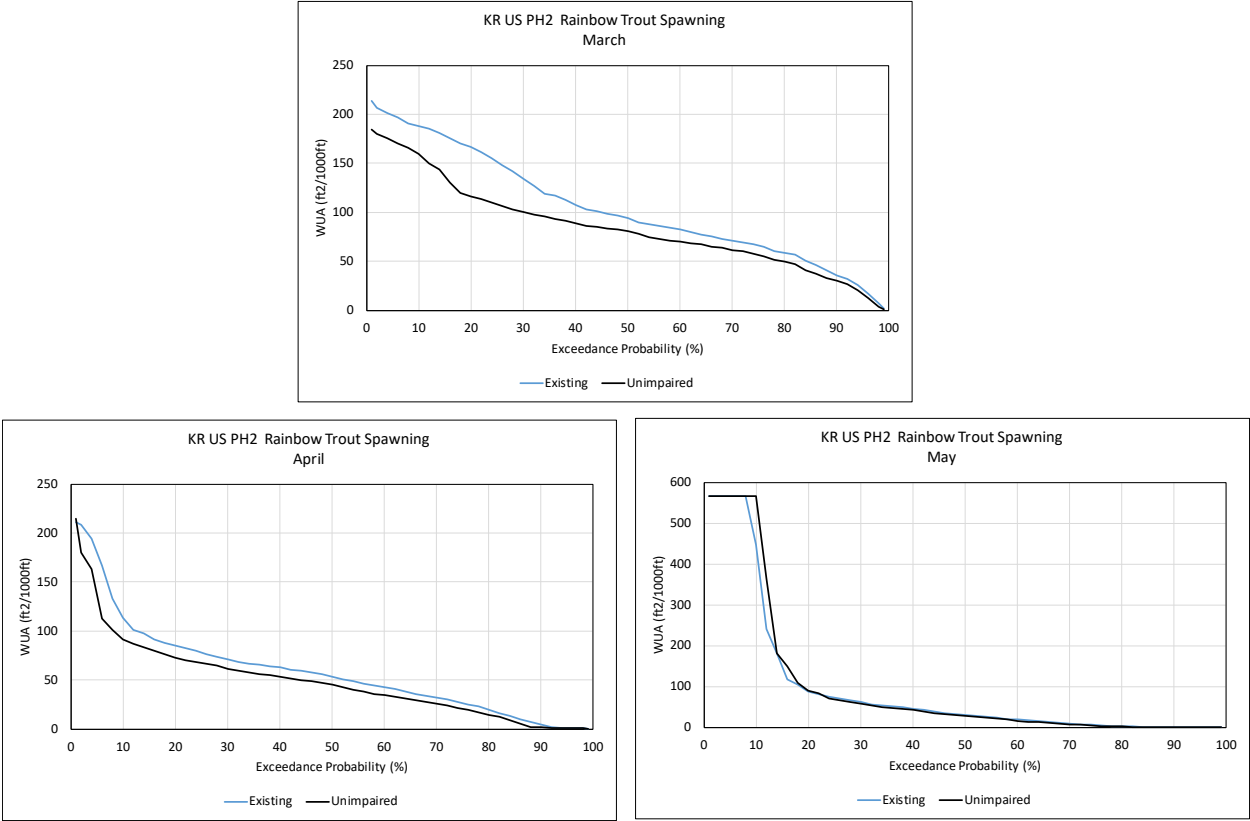 KR US PH2  Rainbow Trout Spawning
March
250
200
150
100
50
0
WUA (ft2/1000ft)
0 10 20 30 40 50 60 70 80 90 100
Exceedance Probability (%)
Existing Unimpaired
KR US PH2  Rainbow Trout Spawning
April
250
200
150
100
50
0
WUA (ft2/1000ft)
0 10 20 30 40 50 60 70 80 90 100
Exceedance Probability (%)
Existing Unimpaired
KR US PH2  Rainbow Trout Spawning
May
600
500
400
300
200
100
0
WUA (ft2/1000ft)
0 10 20 30 40 50 60 70 80 90 100
Exceedance Probability (%)
Existing Unimpaired